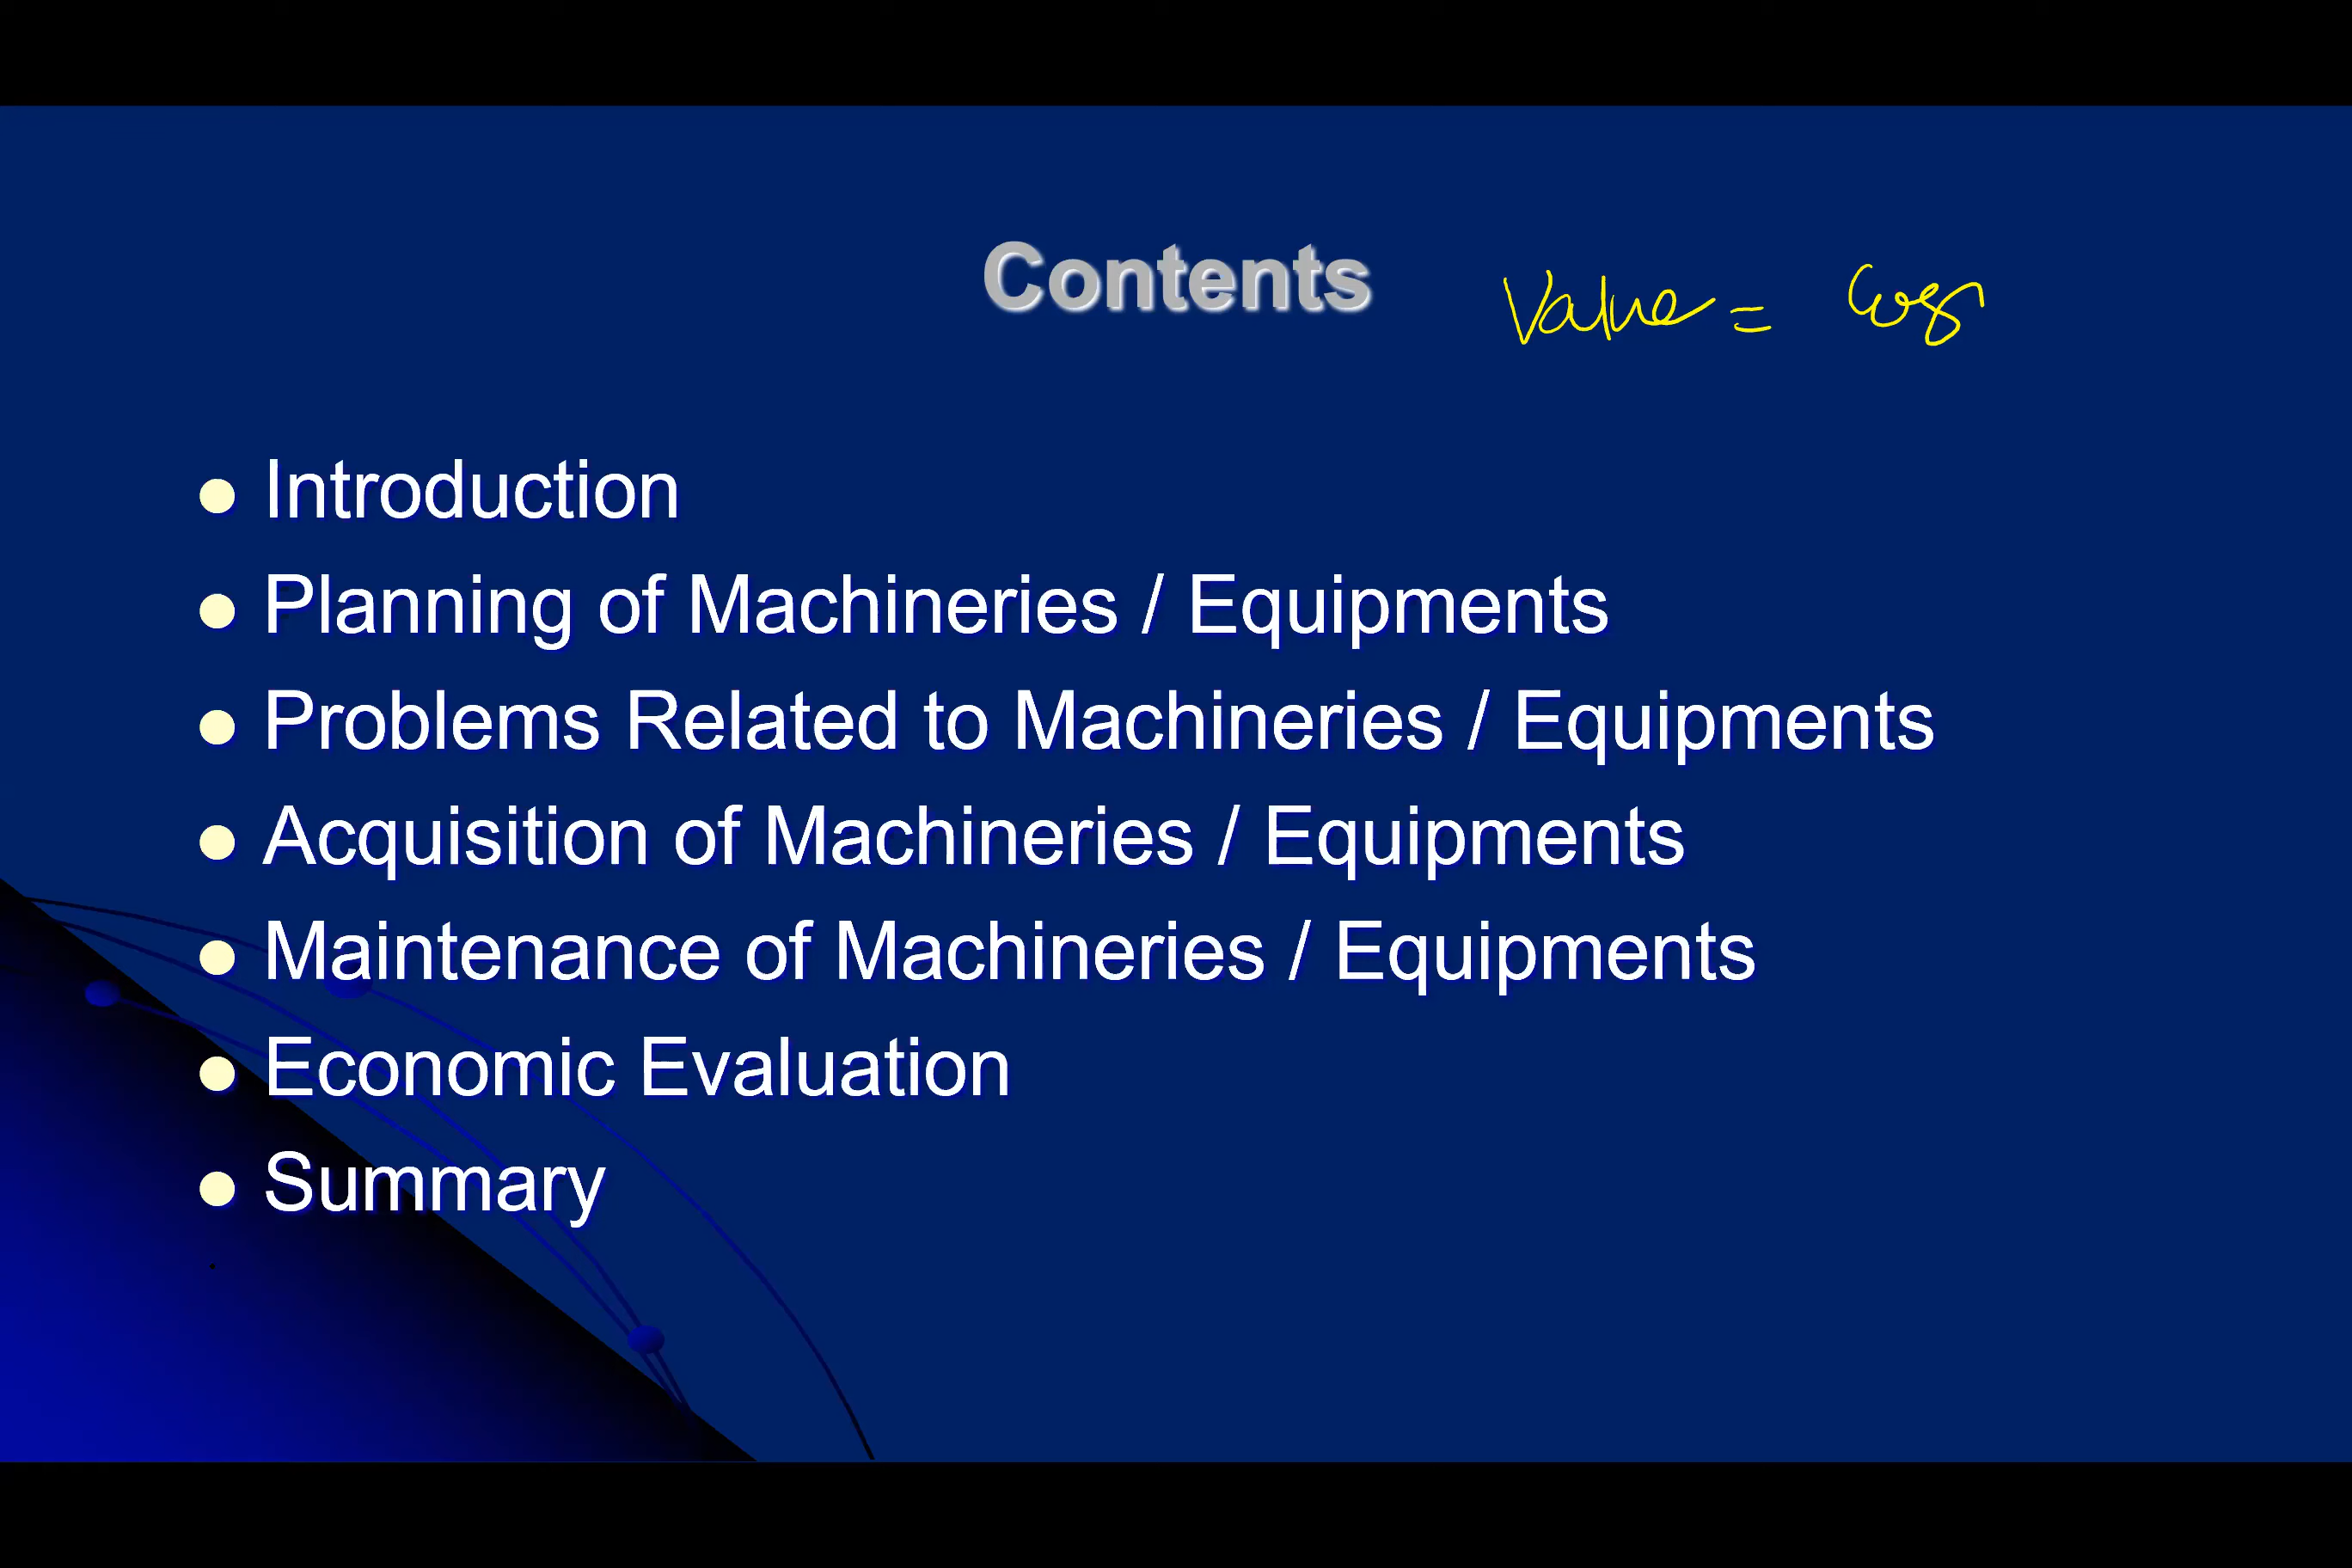 Contents Value =
Introduction
Planning of Machineries / Equipments
Problems Related to Machineries / Equipments
Acquisition of Machineries / Equipments
Maintenance of Machineries / Equipments
Economic Evaluation
Summary